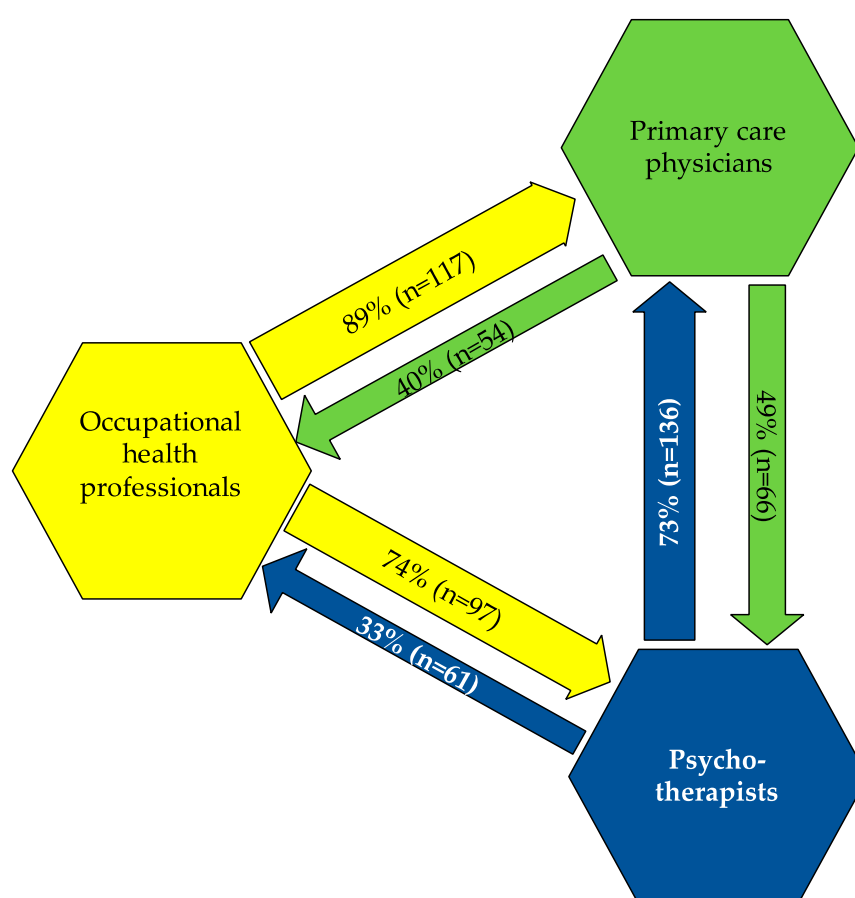 Primary care
physicians
89% (n=117)
40% (n=54)
Occupational
health
professionals
73% (n=136)
49% (n=66)
74% (n=97)
33% (n=61)
Psycho-
therapists